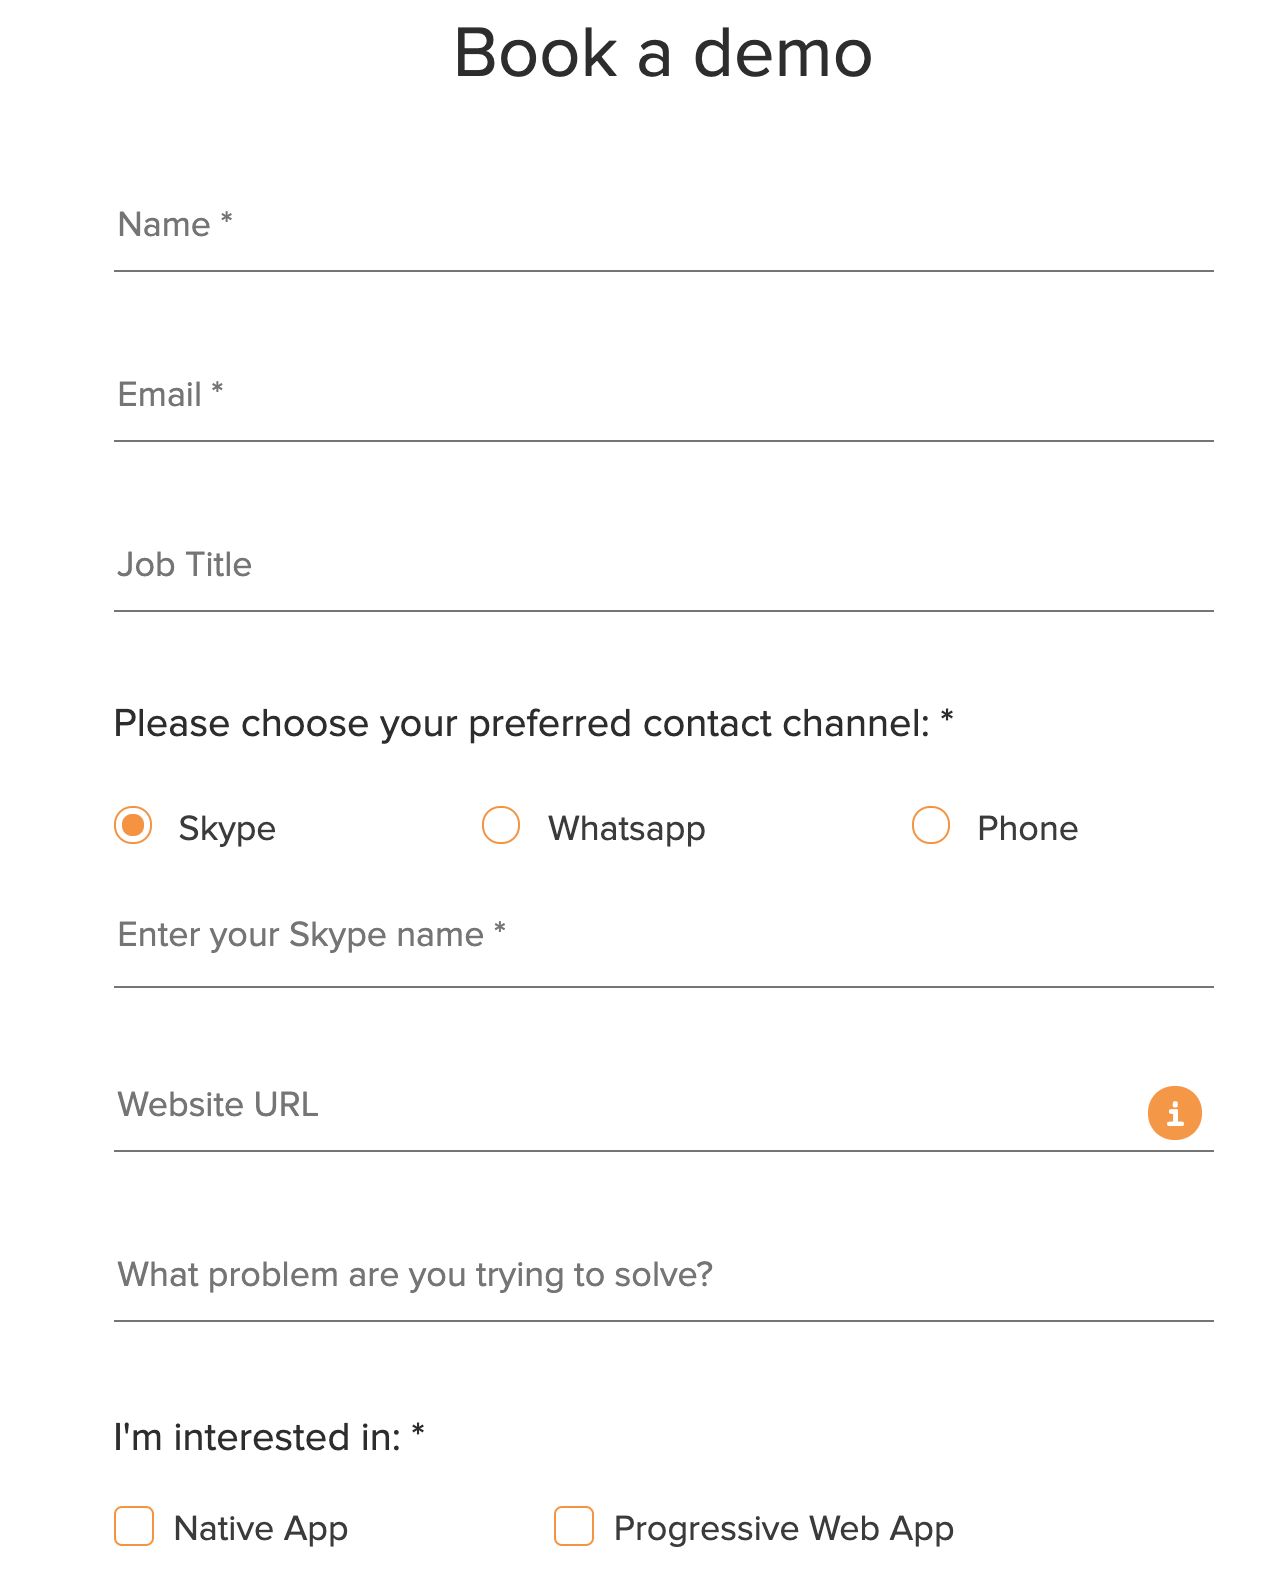 Book a demo
Name *
Email *
Job Title
Please choose your preferred contact channel: *
Skype Whatsapp Phone
Enter your Skype name *
Website URL i
What problem are you trying to solve?
I'm interested in: *
Native App Progressive Web App